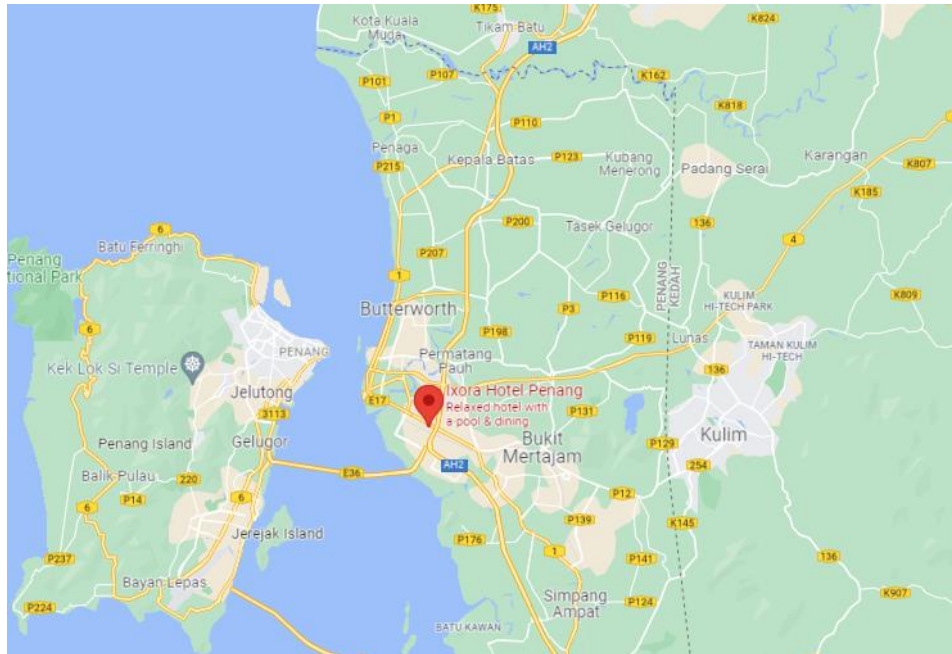 K175
Kota Kuala
Muda
Tikam Batu
K824
AH2
P101
P107
K162
K818
P1
P110
Penaga
P215
Kepala Batas
P123
Kubang
Menerong
Padang Serai
Karangan
K807
K185
6
Batu Ferringhi
P200
136
Tasek Gelugor
4
Penang
tional Park
P207
1
PENANG
KEDAH
6
Butterworth
P116
P3
KULIM
HI-TECH PARK
K809
P198
P119
Lunas
TAMAN KULIM
HI-TECH
PENANG
Permatang
Pauh
Kek Lok Si Temple
136
Jelutong
E17
Ixora Hotel Penang
Relaxed hotel with
a pool & dining
P131
3113
Penang Island
Gelugor
Bukit
Mertajam
P129
Kulim
AH2
254
Balik Pulau
220
E36
P12
P14
6
6
Jerejak Island
P139
K145
P176
1
P141
136
P237
Bayan Lepas
P224
Simpang
Ampat
P124
K907
BATU KAWAN